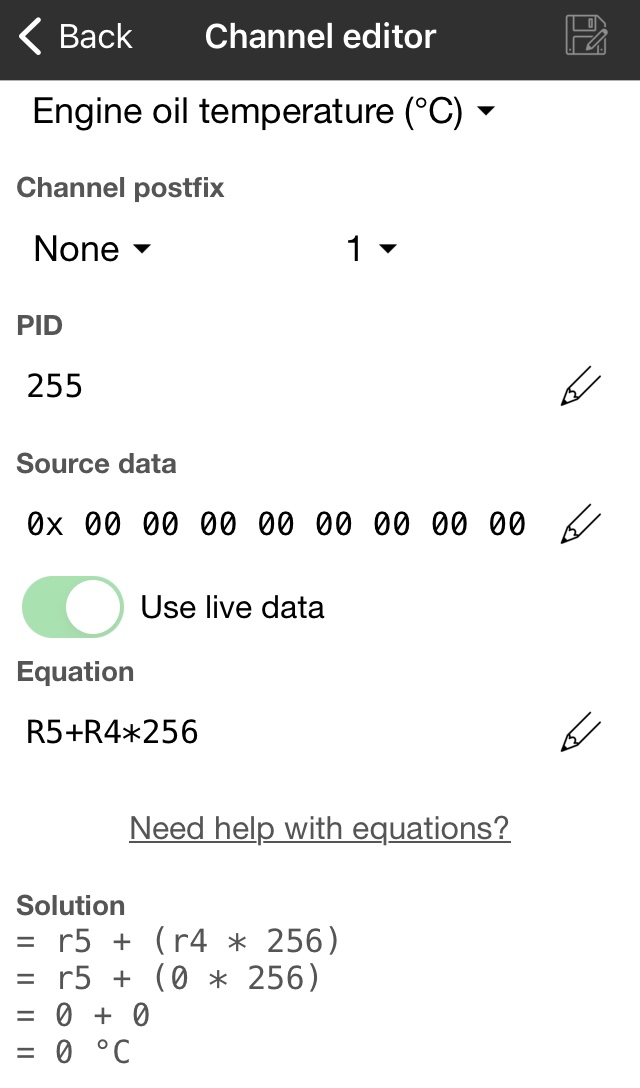 Back Channel editor
Engine oil temperature (°C)
Channel postfix
None 1
PID
255
Source data
0x 00 00 00 00 00 00 00 00
Use live data
Equation
R5+R4*256
Need help with equations?
Solution
= r5 + (r4 * 256)
= r5 + (0 * 256)
= 0 + 0
= 0 °C